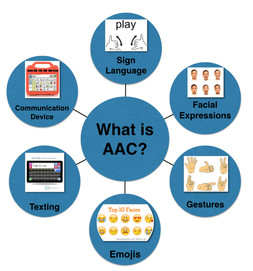 play
Sign
Language
Communication
Device
Facial
Expressions
What is
AAC?
Texting
Gestures
Top 10 Faces
Emojis